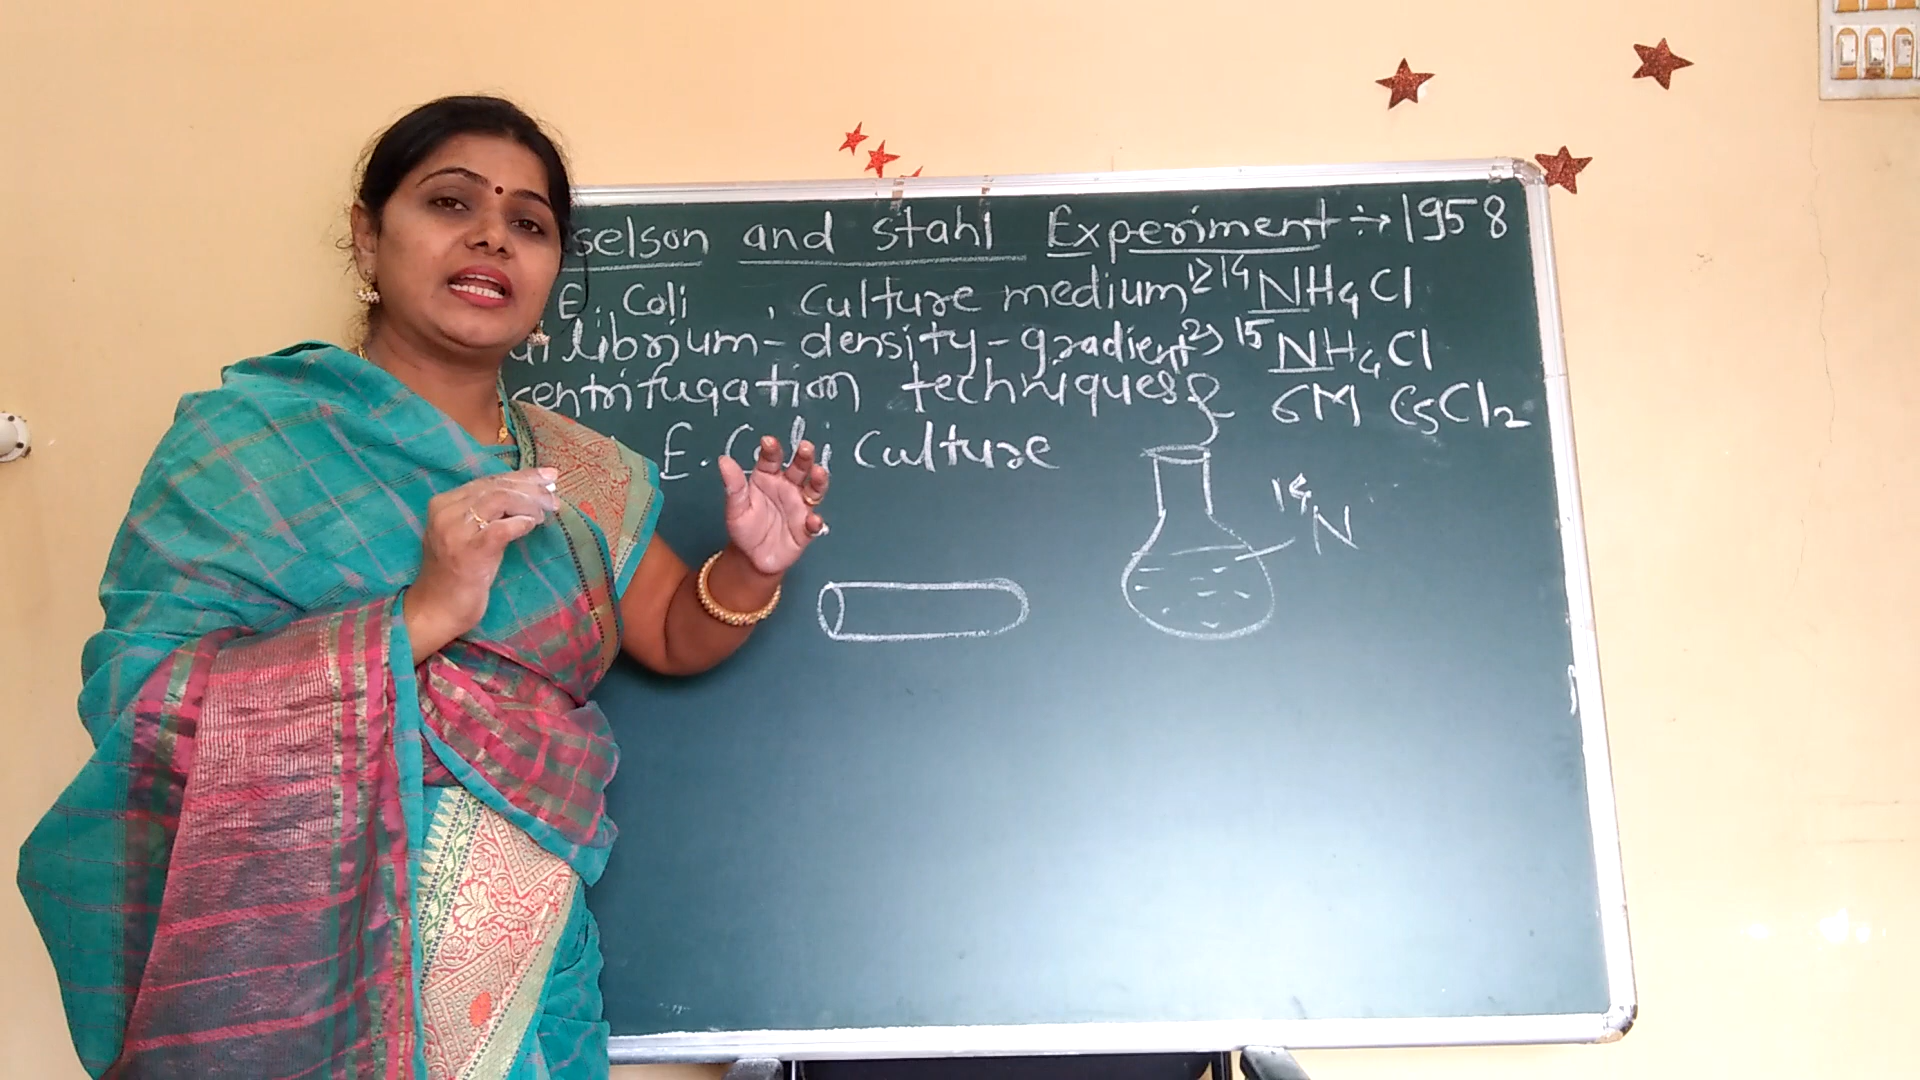 selson and stahl Experiment ÷→ 1958
E. Coli , Culture medium 1> ¹⁴NH₄Cl
ilibrium-density-gradient 2> ¹⁵NH₄Cl
centrifugation techniques 6M CsCl₂
E. Coli Culture
¹⁴N